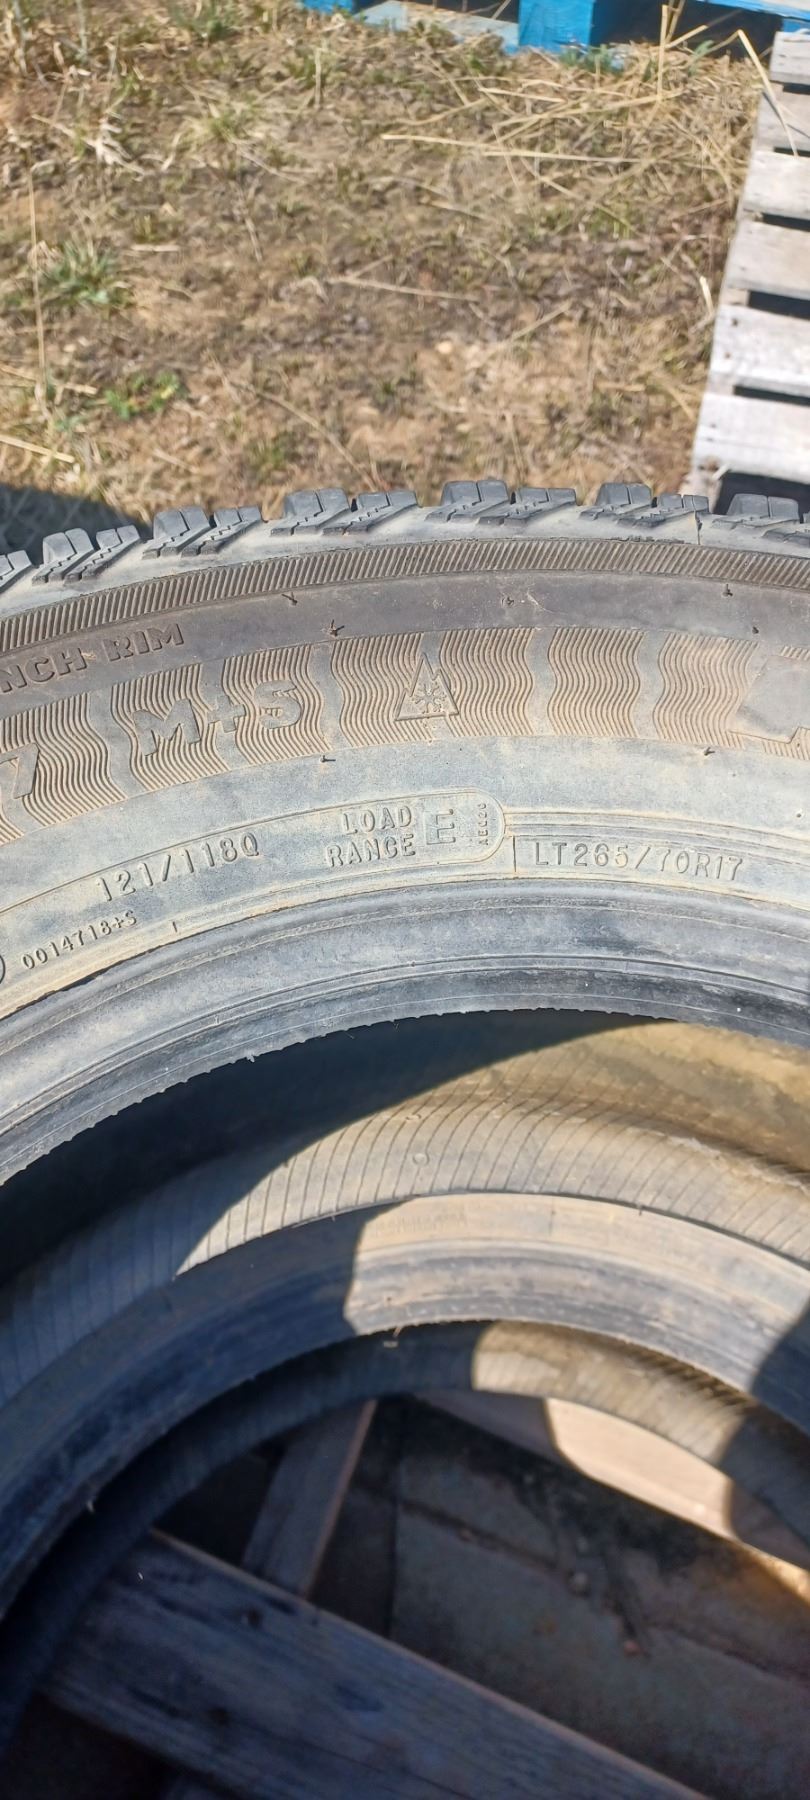 NCH RIM
7 M+S
121/118Q
LOAD
RANGE E
LT265/70R17
0014718+S